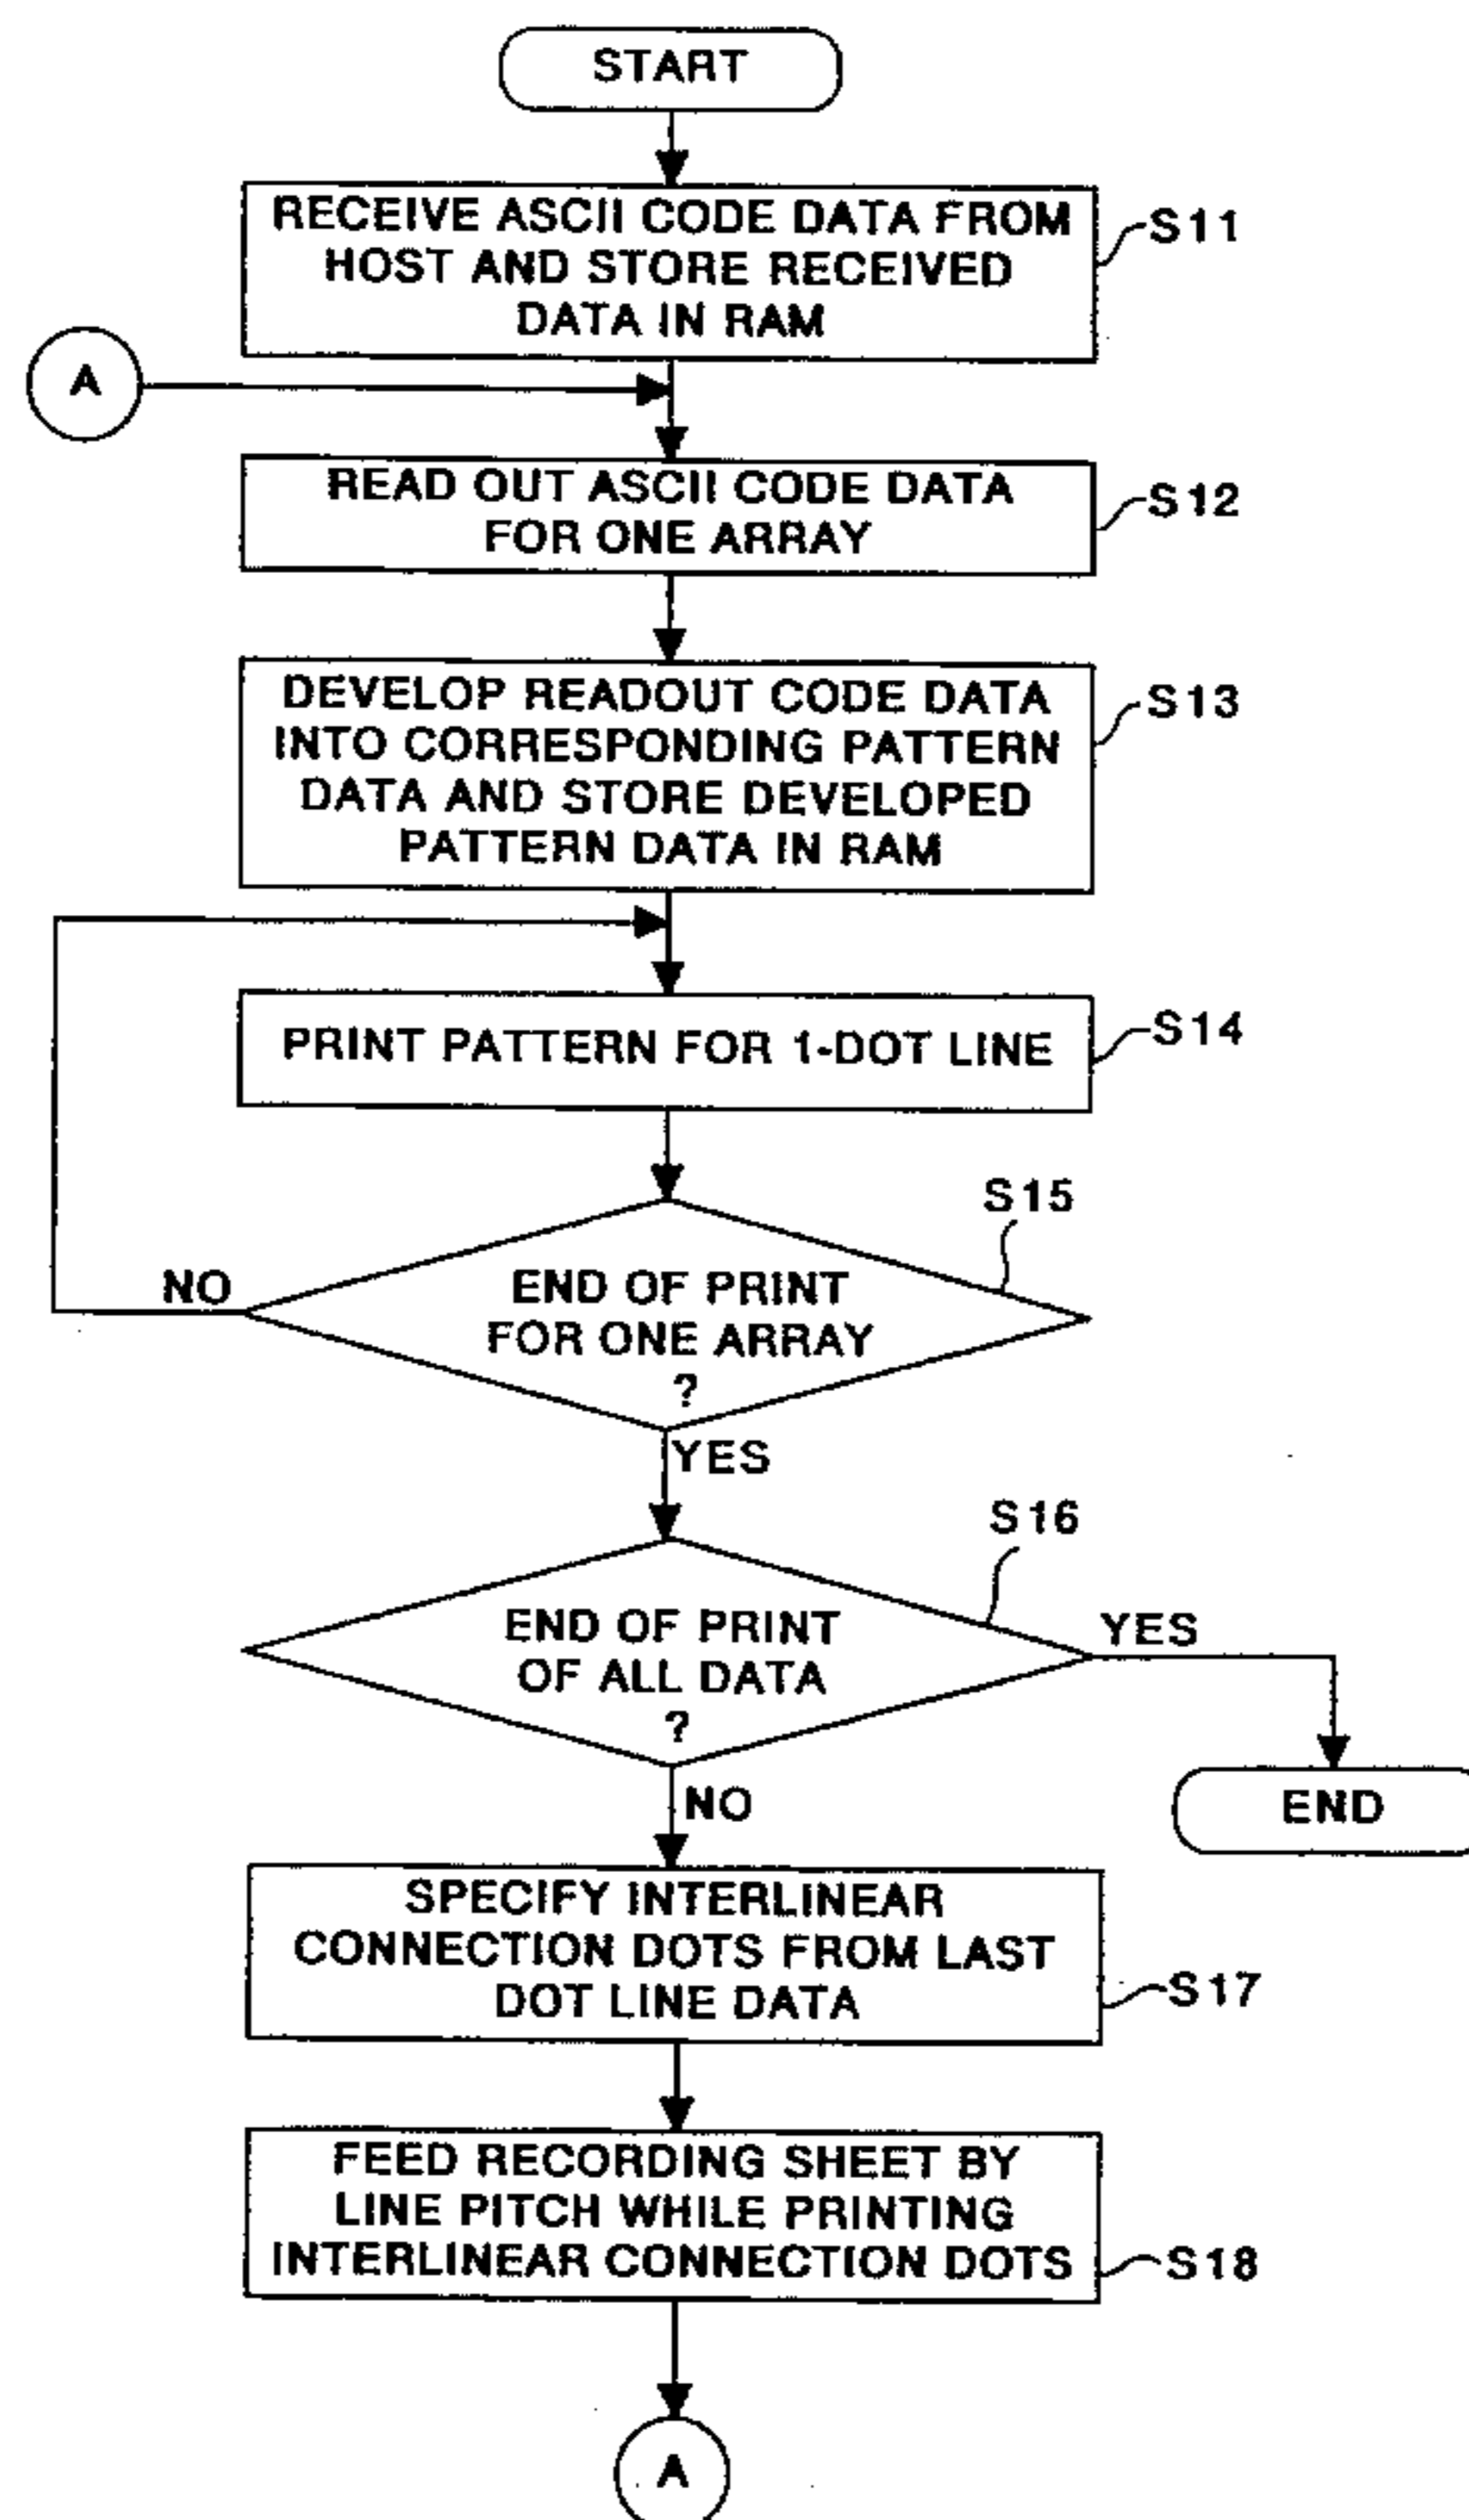 START
RECEIVE ASCII CODE DATA FROM
HOST AND STORE RECEIVED
DATA IN RAM
S11
A
READ OUT ASCII CODE DATA
FOR ONE ARRAY
S12
DEVELOP READOUT CODE DATA
INTO CORRESPONDING PATTERN
DATA AND STORE DEVELOPED
PATTERN DATA IN RAM
S13
PRINT PATTERN FOR 1-DOT LINE
S14
S15
NO
END OF PRINT
FOR ONE ARRAY
?
YES
S16
END OF PRINT
OF ALL DATA
?
YES
END
NO
SPECIFY INTERLINEAR
CONNECTION DOTS FROM LAST
DOT LINE DATA
S17
FEED RECORDING SHEET BY
LINE PITCH WHILE PRINTING
INTERLINEAR CONNECTION DOTS
S18
A